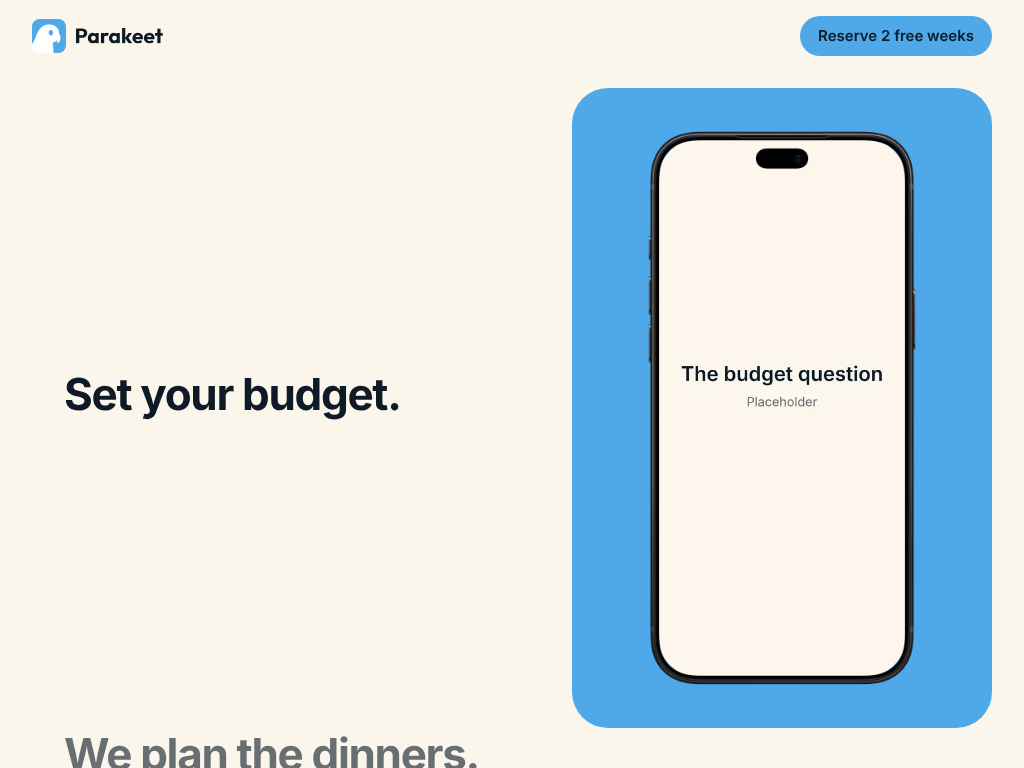 Parakeet
Reserve 2 free weeks
Set your budget.
The budget question
Placeholder
We plan the dinners.